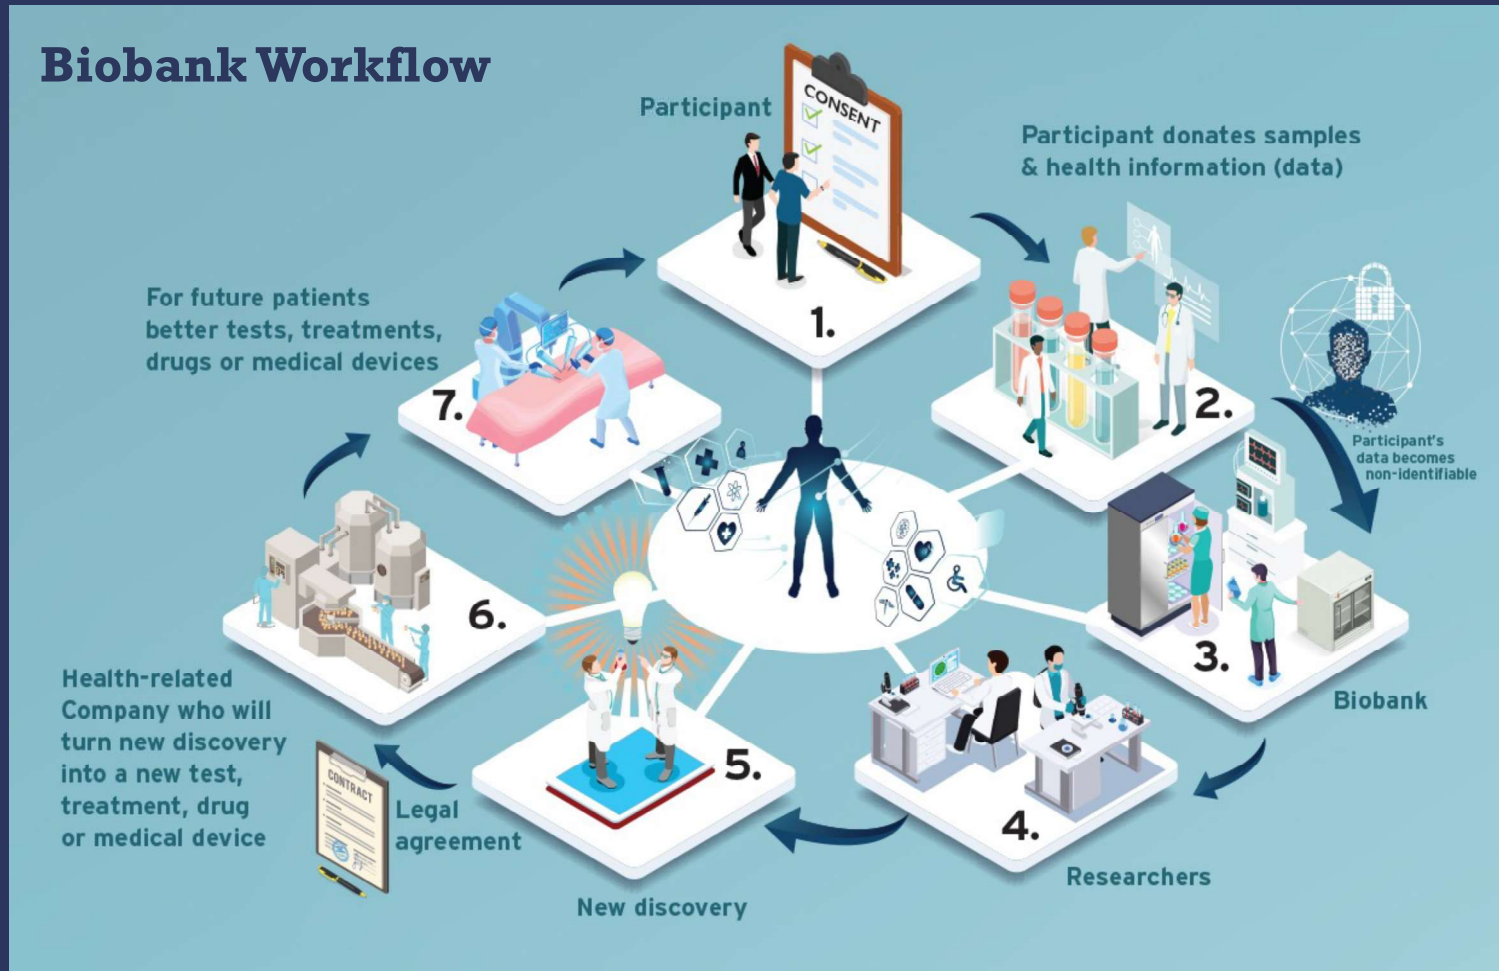 Biobank Workflow
Participant
CONSENT
1.
Participant donates samples
& health information (data)
2.
Participant's
data becomes
non-identifiable
3.
Biobank
4.
Researchers
5.
New discovery
Legal
agreement
CONTRACT
6.
Health-related
Company who will
turn new discovery
into a new test,
treatment, drug
or medical device
7.
For future patients
better tests, treatments,
drugs or medical devices